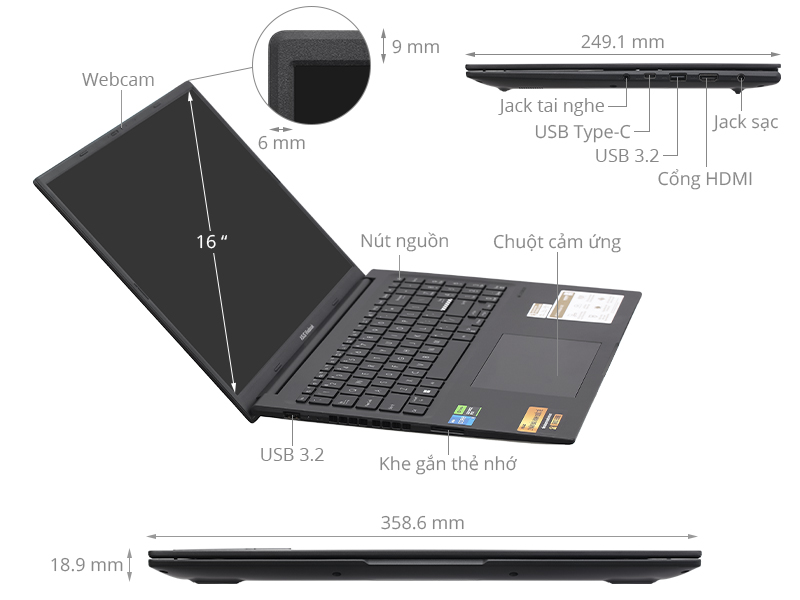 9 mm
249.1 mm
Webcam
6 mm
Jack tai nghe
USB Type-C
Jack sạc
USB 3.2
Cổng HDMI
16 “
Nút nguồn
Chuột cảm ứng
USB 3.2
Khe gắn thẻ nhớ
358.6 mm
18.9 mm